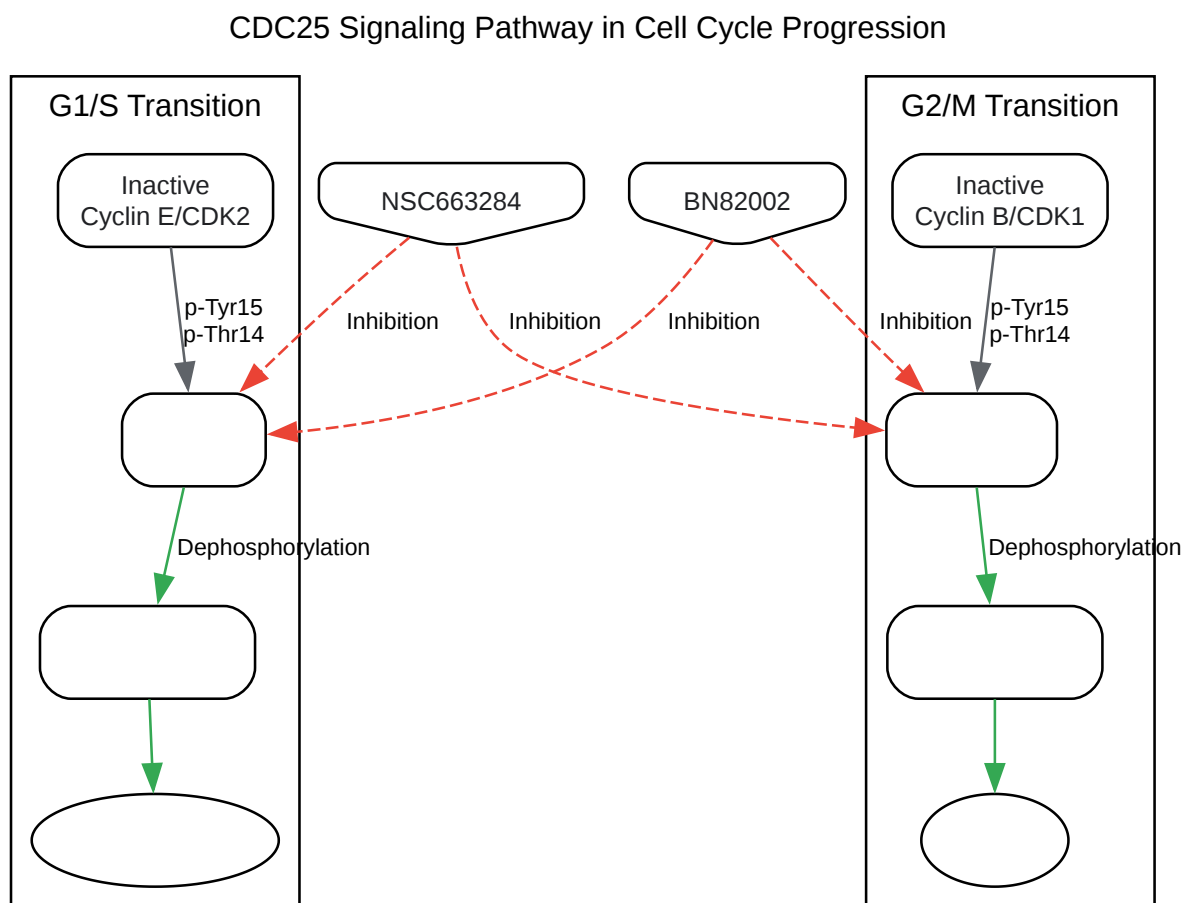 CDC25 Signaling Pathway in Cell Cycle Progression
G1/S Transition
G2/M Transition
Inactive
Cyclin E/CDK2
NSC663284
BN82002
Inactive
Cyclin B/CDK1
p-Tyr15
p-Thr14
Inhibition
Inhibition
Inhibition
Inhibition
p-Tyr15
p-Thr14
Dephosphorylation
Dephosphorylation